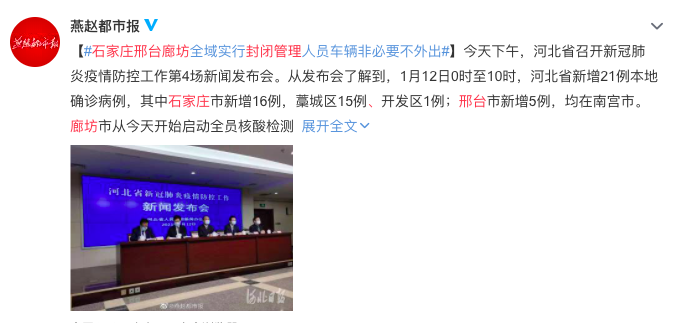 燕赵都市报
【#石家庄邢台廊坊全域实行封闭管理人员车辆非必要不外出#】今天下午，河北省召开新冠肺
炎疫情防控工作第4场新闻发布会。从发布会了解到，1月12日0时至10时，河北省新增21例本地
确诊病例，其中石家庄市新增16例，藁城区15例、开发区1例；邢台市新增5例，均在南宫市。
廊坊市从今天开始启动全员核酸检测 展开全文
河北省新冠肺炎疫情防控工作
新闻发布会
@燕赵都市报
河北日报